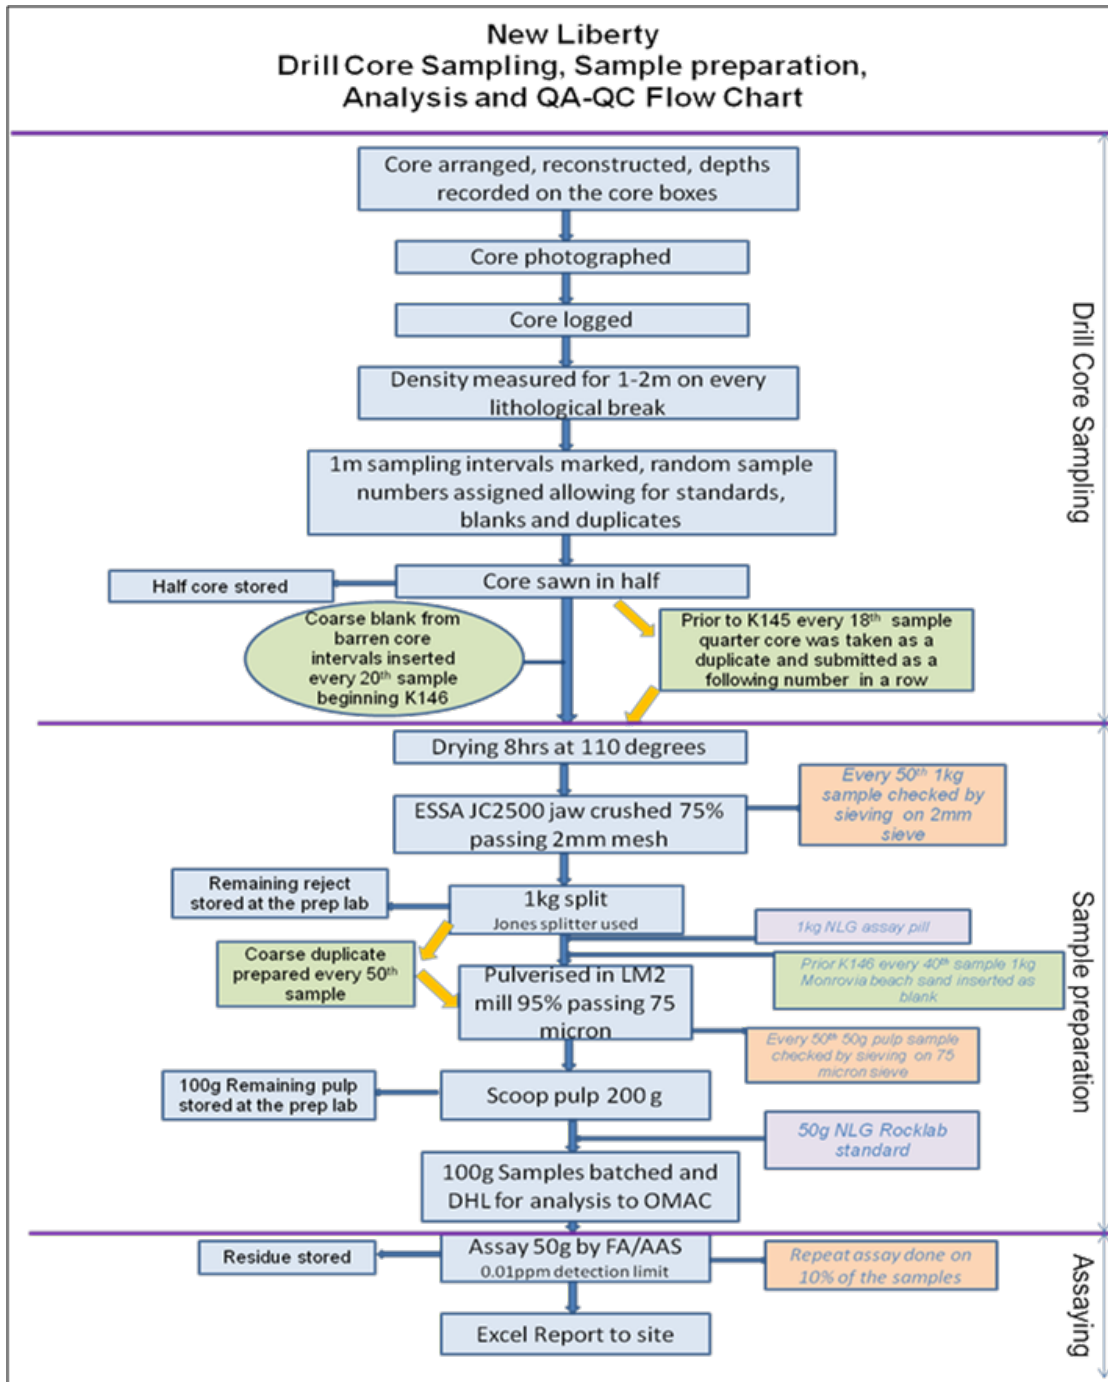 New Liberty
Drill Core Sampling, Sample preparation,
Analysis and QA-QC Flow Chart
Core arranged, reconstructed, depths
recorded on the core boxes
Core photographed
Core logged
Density measured for 1-2m on every
lithological break
1m sampling intervals marked, random sample
numbers assigned allowing for standards,
blanks and duplicates
Half core stored
Core sawn in half
Coarse blank from
barren core
intervals inserted
every 20th sample
beginning K146
Prior to K145 every 18th sample
quarter core was taken as a
duplicate and submitted as a
following number in a row
Drill Core Sampling
Drying 8hrs at 110 degrees
ESSA JC2500 jaw crushed 75%
passing 2mm mesh
Every 50th 1kg
sample checked by
sieving on 2mm
sieve
Remaining reject
stored at the prep lab
1kg split
Jones splitter used
1kg NLG assay pill
Coarse duplicate
prepared every 50th
sample
Prior K146 every 40th sample 1kg
Monrovia beach sand inserted as
blank
Pulverised in LM2
mill 95% passing 75
micron
Every 50th 50g pulp sample
checked by sieving on 75
micron sieve
100g Remaining pulp
stored at the prep lab
Scoop pulp 200 g
50g NLG Rocklab
standard
100g Samples batched and
DHL for analysis to OMAC
Sample preparation
Residue stored
Assay 50g by FA/AAS
0.01ppm detection limit
Repeat assay done on
10% of the samples
Excel Report to site
Assaying